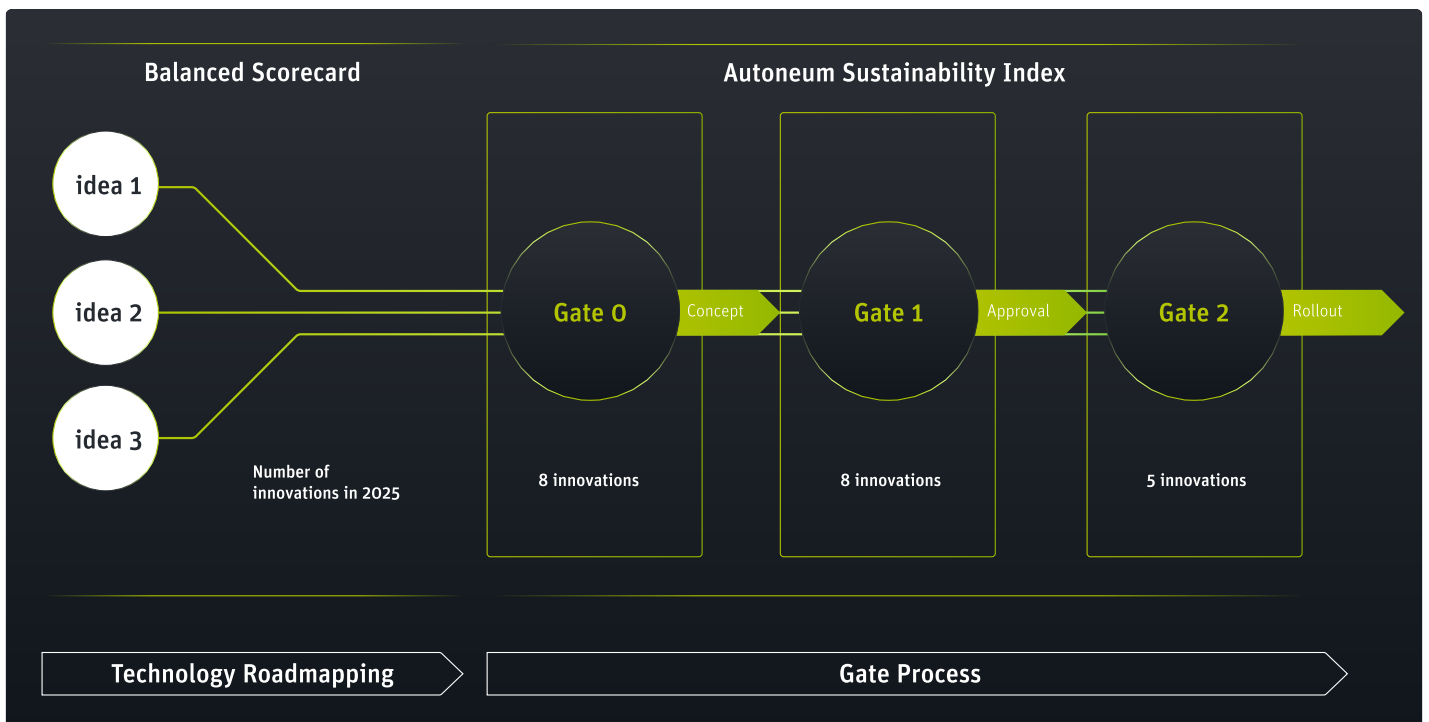 Balanced Scorecard
Autoneum Sustainability Index
idea 1
idea 2
idea 3
Gate 0
Concept
Gate 1
Approval
Gate 2
Rollout
Number of
innovations in 2025
8 innovations
8 innovations
5 innovations
Technology Roadmapping
Gate Process